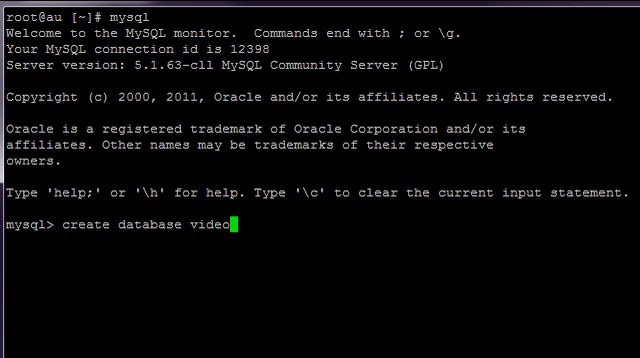 root@au [~]# mysql
Welcome to the MySQL monitor.  Commands end with ; or \g.
Your MySQL connection id is 12398
Server version: 5.1.63-cll MySQL Community Server (GPL)
Copyright (c) 2000, 2011, Oracle and/or its affiliates. All rights reserved.
Oracle is a registered trademark of Oracle Corporation and/or its
affiliates. Other names may be trademarks of their respective
owners.
Type 'help;' or '\h' for help. Type '\c' to clear the current input statement.
mysql> create database video